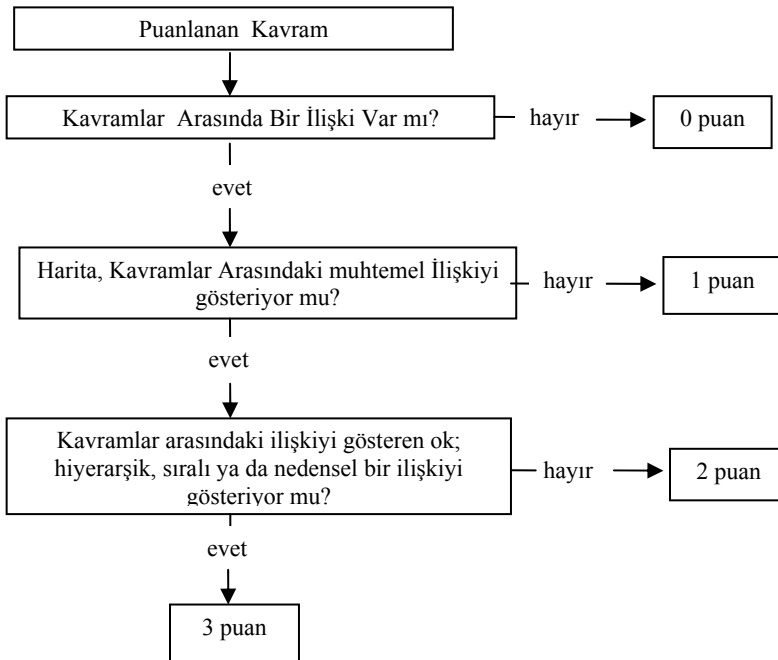 Puanlanan Kavram
Kavramlar Arasında Bir İlişki Var mı?
hayır
0 puan
evet
Harita, Kavramlar Arasındaki muhtemel İlişkiyi
gösteriyor mu?
hayır
1 puan
evet
Kavramlar arasındaki ilişkiyi gösteren ok;
hiyerarşik, sıralı ya da nedensel bir ilişkiyi
gösteriyor mu?
hayır
2 puan
evet
3 puan